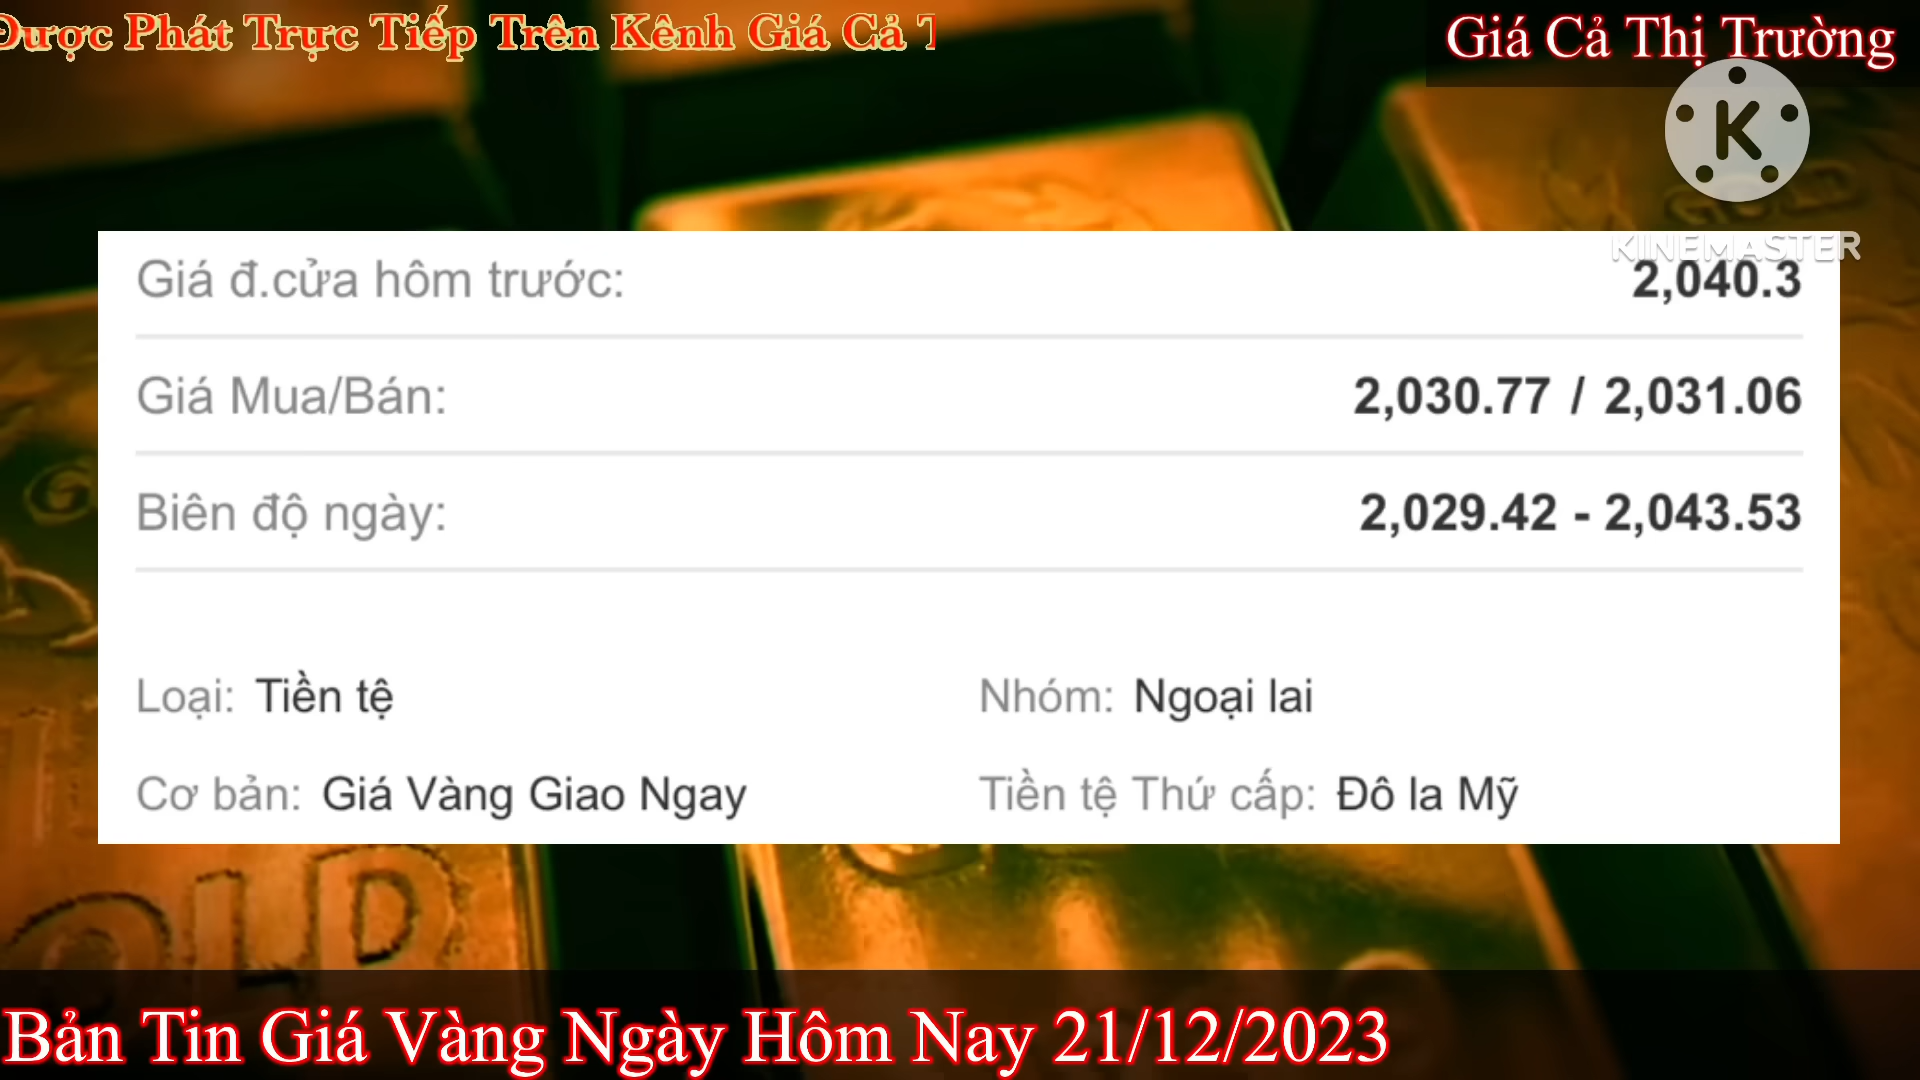 Được Phát Trực Tiếp Trên Kênh Giá Cả T
Giá Cả Thị Trường
K
KINEMASTER
Giá đ.cửa hôm trước: 2,040.3
Giá Mua/Bán: 2,030.77 / 2,031.06
Biên độ ngày: 2,029.42 - 2,043.53
Loại: Tiền tệ Nhóm: Ngoại lai
Cơ bản: Giá Vàng Giao Ngay Tiền tệ Thứ cấp: Đô la Mỹ
GOLD
OLD
Bản Tin Giá Vàng Ngày Hôm Nay 21/12/2023